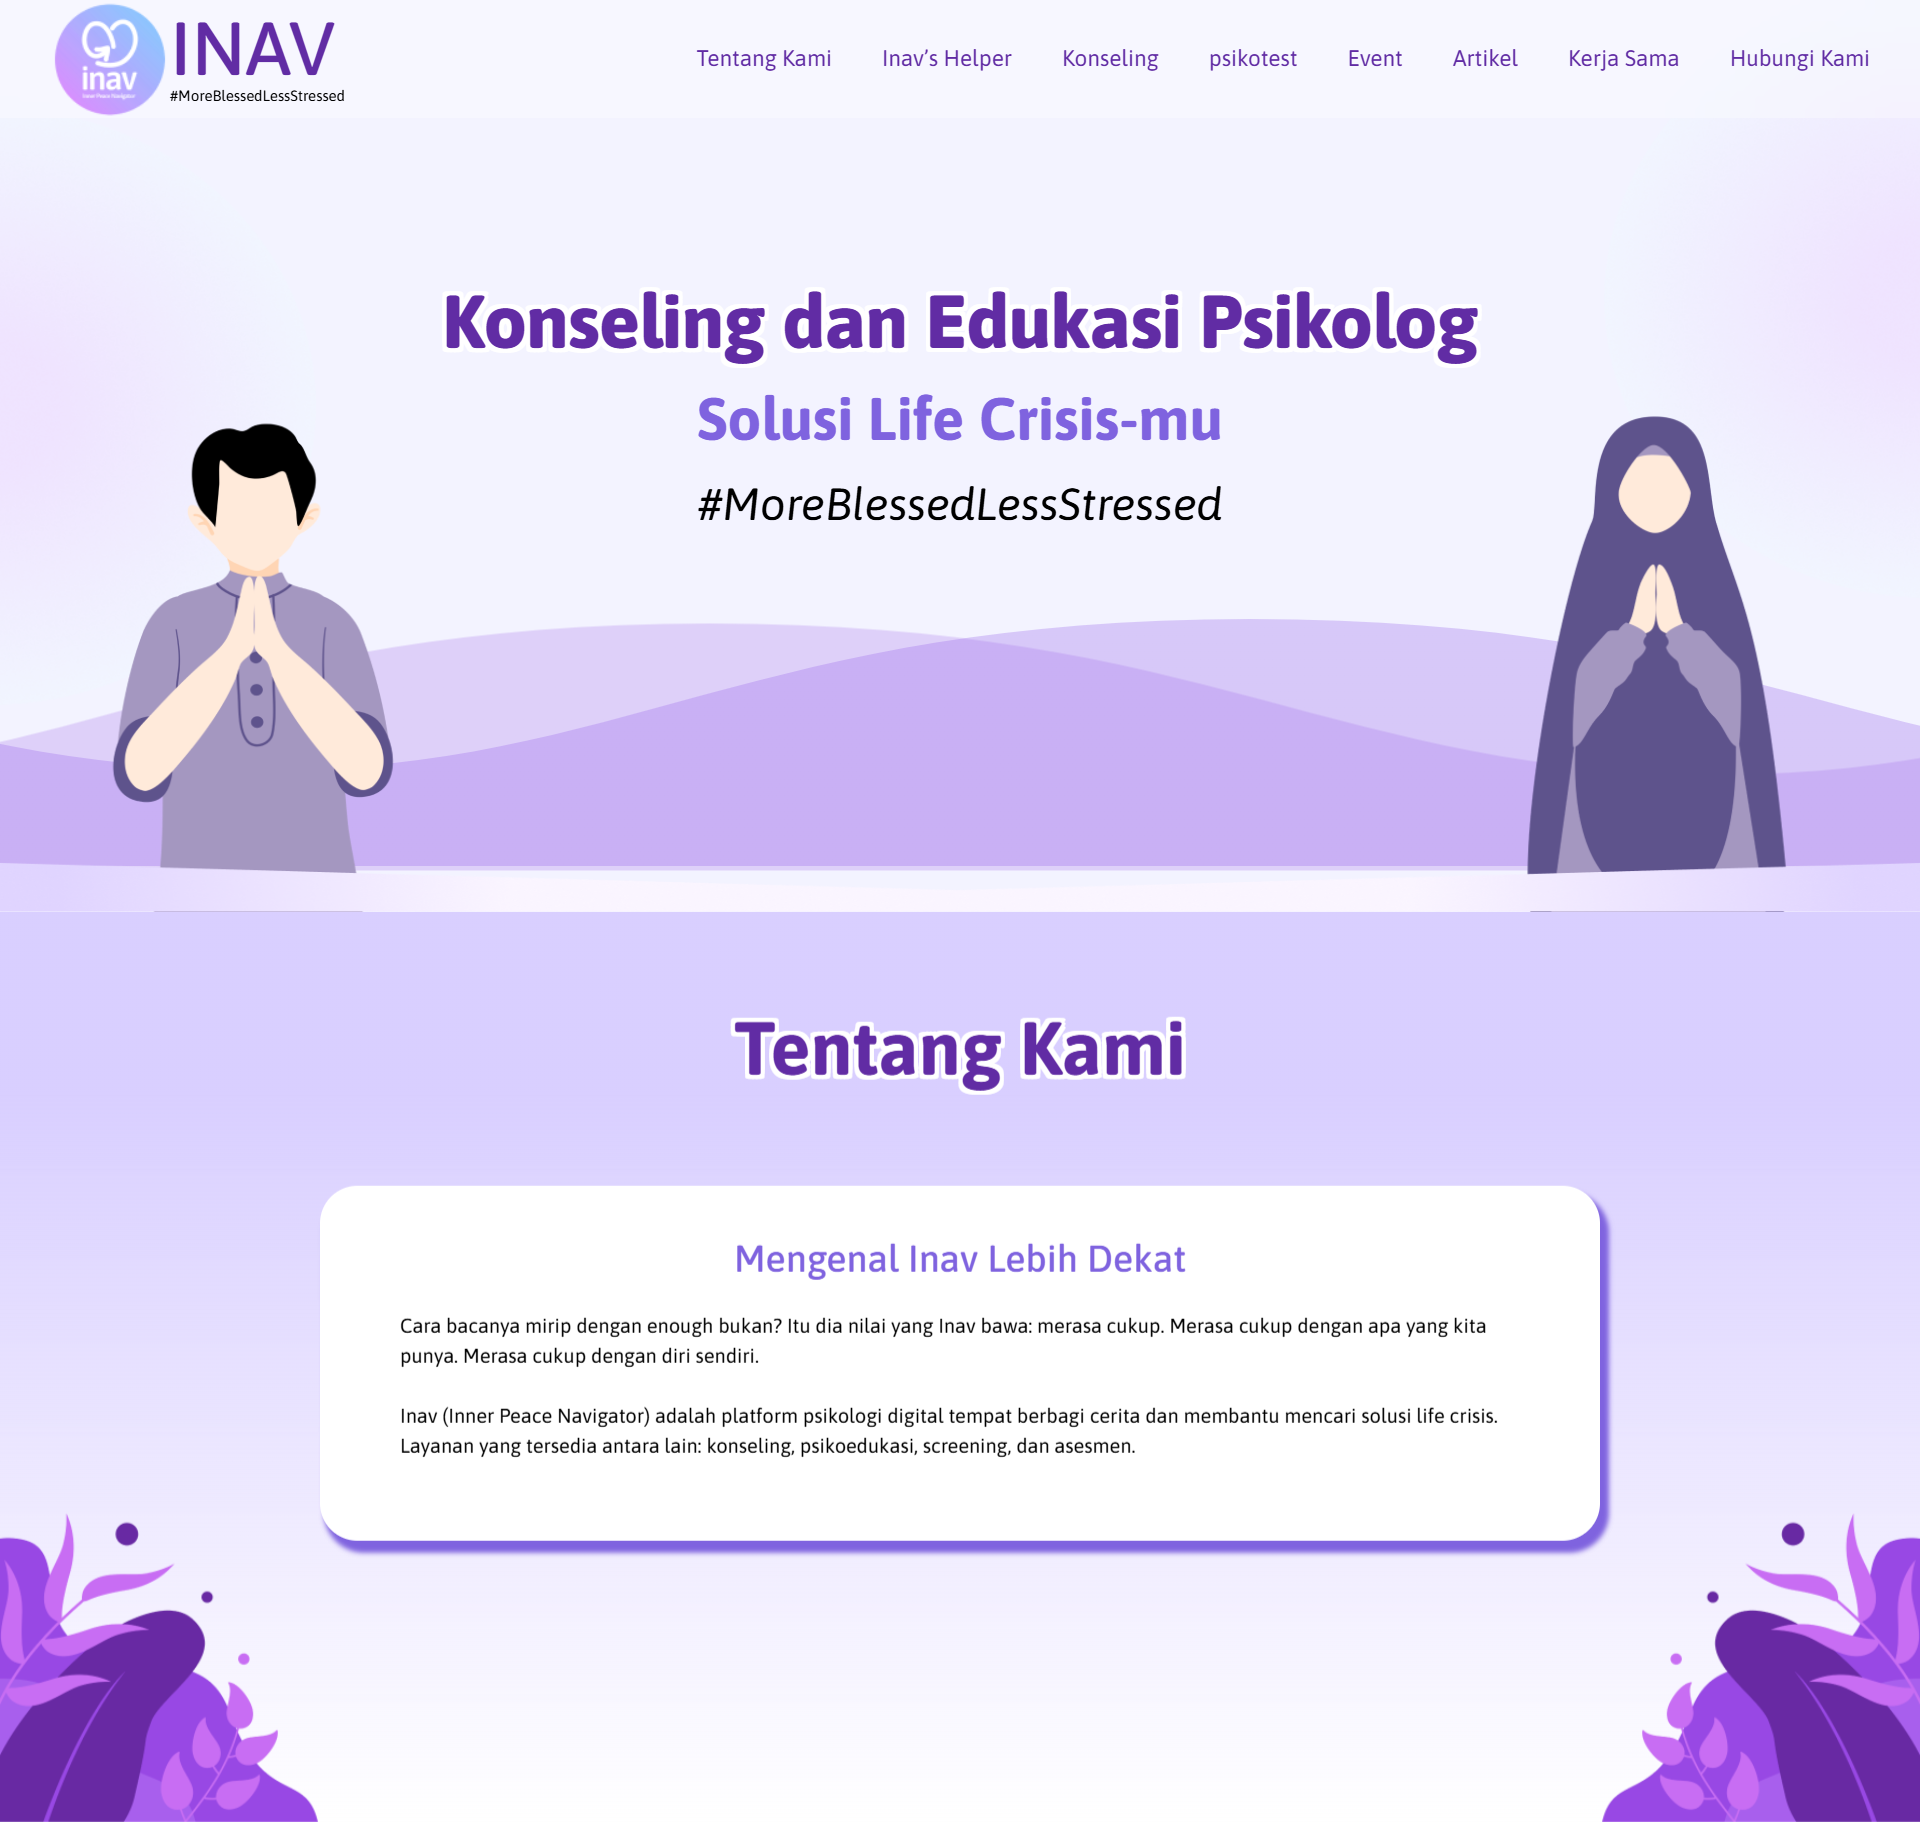 inav
Inner Peace Navigator
INAV
#MoreBlessedLessStressed
Tentang Kami
Inav’s Helper
Konseling
psikotest
Event
Artikel
Kerja Sama
Hubungi Kami
Konseling dan Edukasi Psikolog
Solusi Life Crisis-mu
#MoreBlessedLessStressed
Tentang Kami
Mengenal Inav Lebih Dekat
Cara bacanya mirip dengan enough bukan? Itu dia nilai yang Inav bawa: merasa cukup. Merasa cukup dengan apa yang kita
punya. Merasa cukup dengan diri sendiri.
Inav (Inner Peace Navigator) adalah platform psikologi digital tempat berbagi cerita dan membantu mencari solusi life crisis.
Layanan yang tersedia antara lain: konseling, psikoedukasi, screening, dan asesmen.